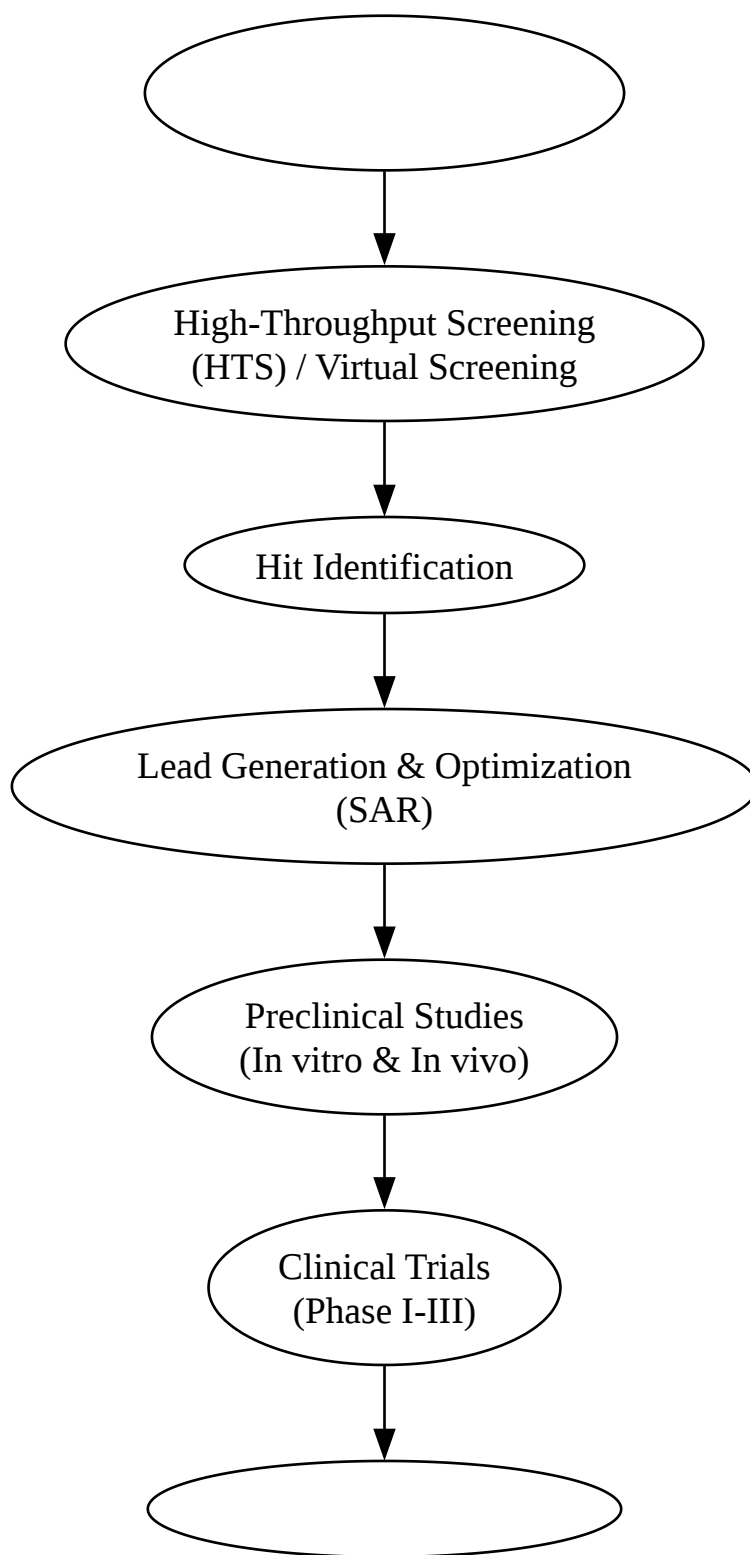 High-Throughput Screening
(HTS) / Virtual Screening
Hit Identification
Lead Generation & Optimization
(SAR)
Preclinical Studies
(In vitro & In vivo)
Clinical Trials
(Phase I-III)